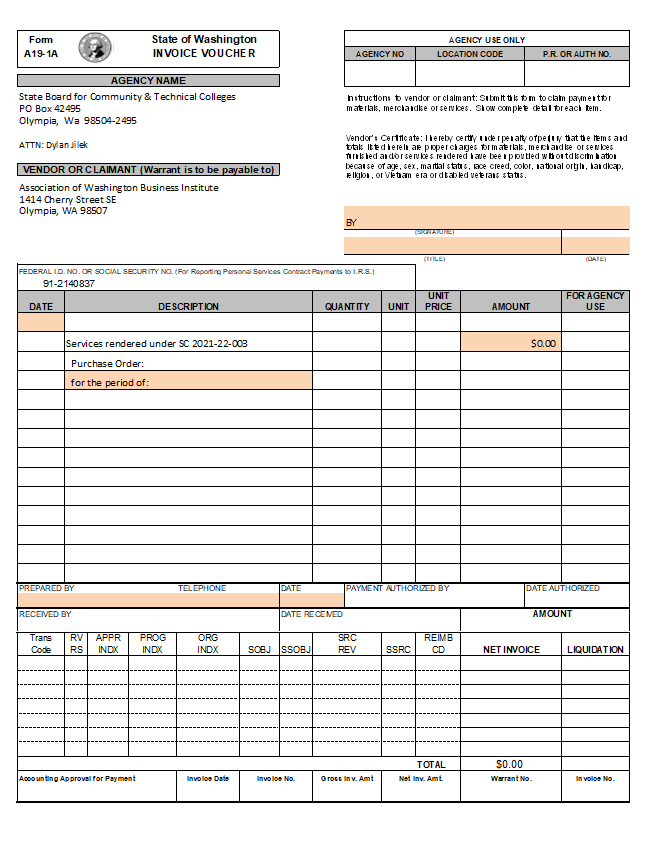 Form
A19-1A
State of Washington
INVOICE VOUCHER
AGENCY USE ONLY
AGENCY NO LOCATION CODE P.R. OR AUTH NO.
AGENCY NAME
State Board for Community & Technical Colleges
PO Box 42495
Olympia, Wa 98504-2495
ATTN: Dylan Jilek
Instructions to vendor or claimant: Submit this form to claim payment for
materials, merchandise or services. Show complete detail for each item.
Vendor's Certificate: I hereby certify under penalty of perjury that the items and
totals listed herein are proper charges for materials, merchandise or services
furnished and/or services rendered have been provided without discrimination
because of age, sex, marital status, race creed, color, national origin, handicap,
religion, or Vietnam era or disabled veterans status.
VENDOR OR CLAIMANT (Warrant is to be payable to)
Association of Washington Business Institute
1414 Cherry Street SE
Olympia, WA 98507
BY
(SIGNATURE)
(TITLE) (DATE)
FEDERAL I.D. NO. OR SOCIAL SECURITY NO. (For Reporting Personal Services Contract Payments to I.R.S.)
91-2140837
DATE DESCRIPTION QUANTITY UNIT UNIT PRICE AMOUNT FOR AGENCY USE
Services rendered under SC 2021-22-003 $0.00
Purchase Order:
for the period of:
PREPARED BY TELEPHONE DATE PAYMENT AUTHORIZED BY DATE AUTHORIZED
RECEIVED BY DATE RECEIVED AMOUNT
Trans Code RV RS APPR INDX PROG INDX ORG INDX SOBJ SSOBJ SRC REV SSRC REIMB CD NET INVOICE LIQUIDATION
TOTAL $0.00
Accounting Approval for Payment Invoice Date Invoice No. Gross Inv. Amt Net Inv. Amt. Warrant No. Invoice No.